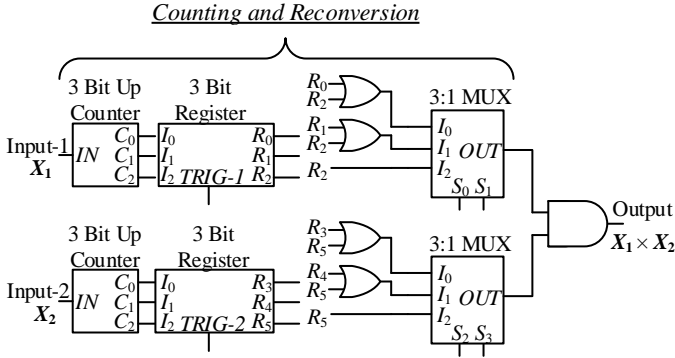 Counting and Reconversion
3 Bit Up Counter
3 Bit Register
3:1 MUX
Input-1
X₁
IN
C₀
C₁
C₂
I₀
I₁
I₂
TRIG-1
R₀
R₁
R₂
R₀
R₂
R₁
R₂
R₂
I₀
I₁
I₂
OUT
S₀ S₁
Output
X₁ × X₂
3 Bit Up Counter
3 Bit Register
3:1 MUX
Input-2
X₂
IN
C₀
C₁
C₂
I₀
I₁
I₂
TRIG-2
R₃
R₄
R₅
R₃
R₅
R₄
R₅
R₅
I₀
I₁
I₂
OUT
S₂ S₃